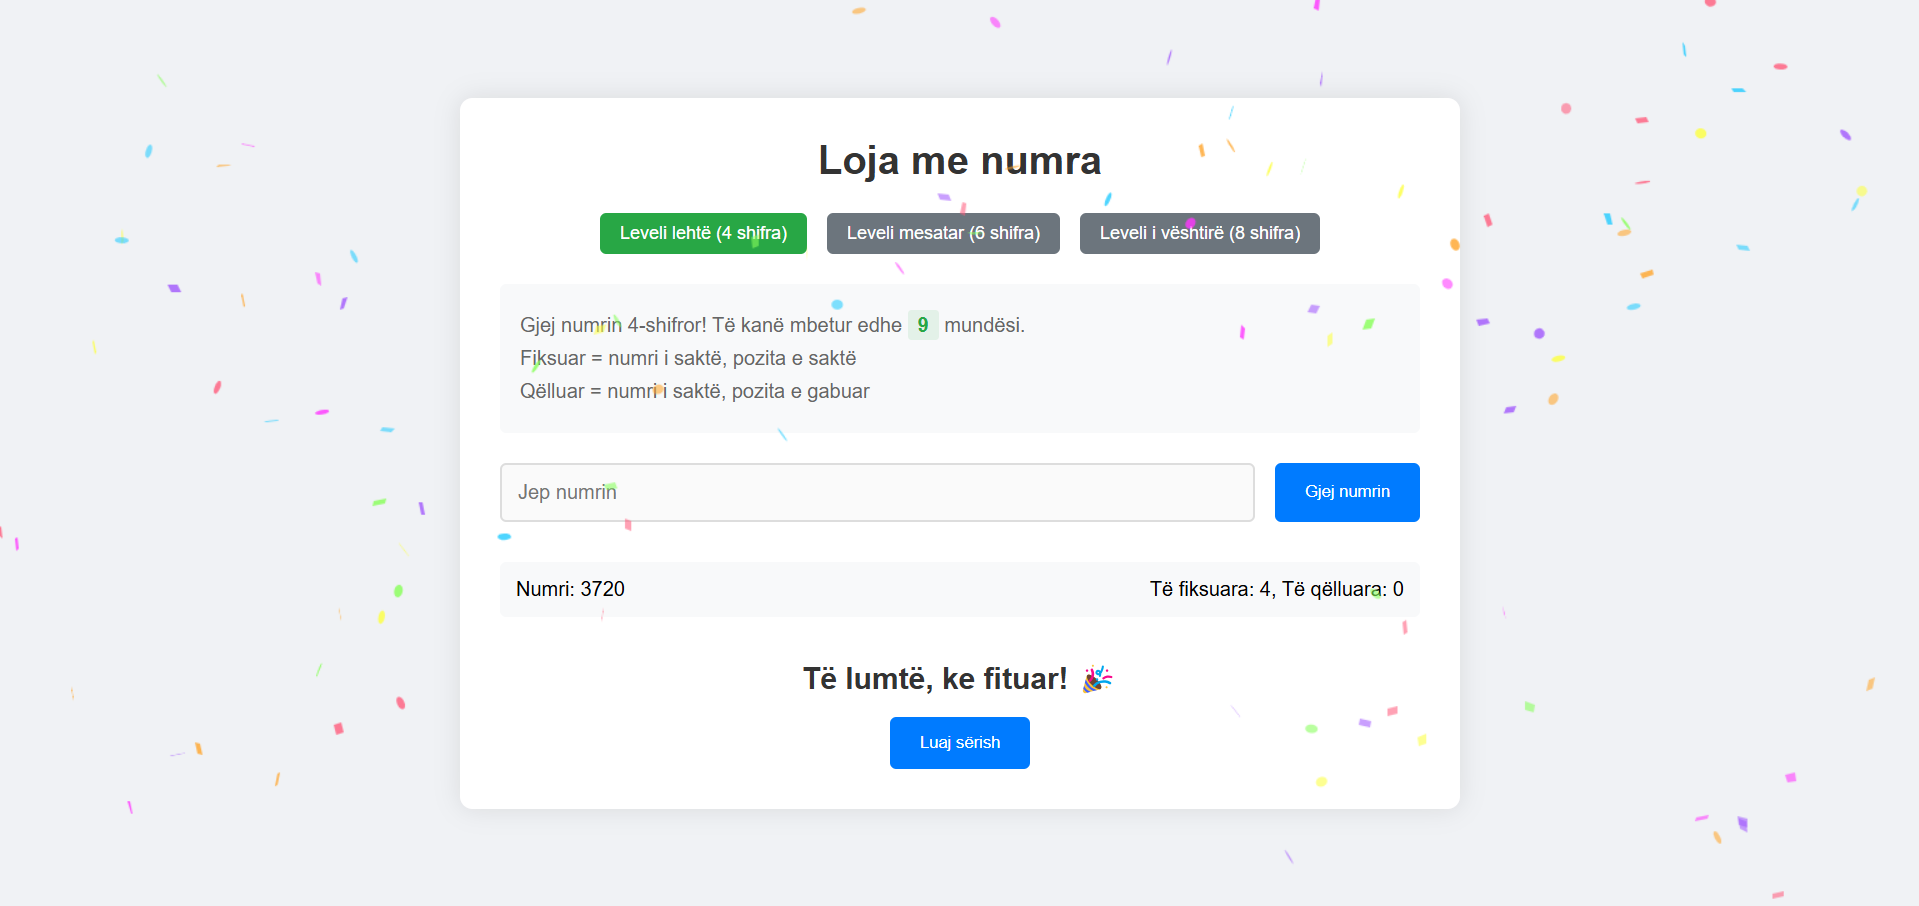 Loja me numra
Leveli lehtë (4 shifra)
Leveli mesatar (6 shifra)
Leveli i vështirë (8 shifra)
Gjej numrin 4-shifror! Të kanë mbetur edhe 9 mundësi.
Fiksuar = numri i saktë, pozita e saktë
Qëlluar = numri i saktë, pozita e gabuar
Jep numrin
Gjej numrin
Numri: 3720
Të fiksuara: 4, Të qëlluara: 0
Të lumtë, ke fituar! 🎉
Luaj sërish